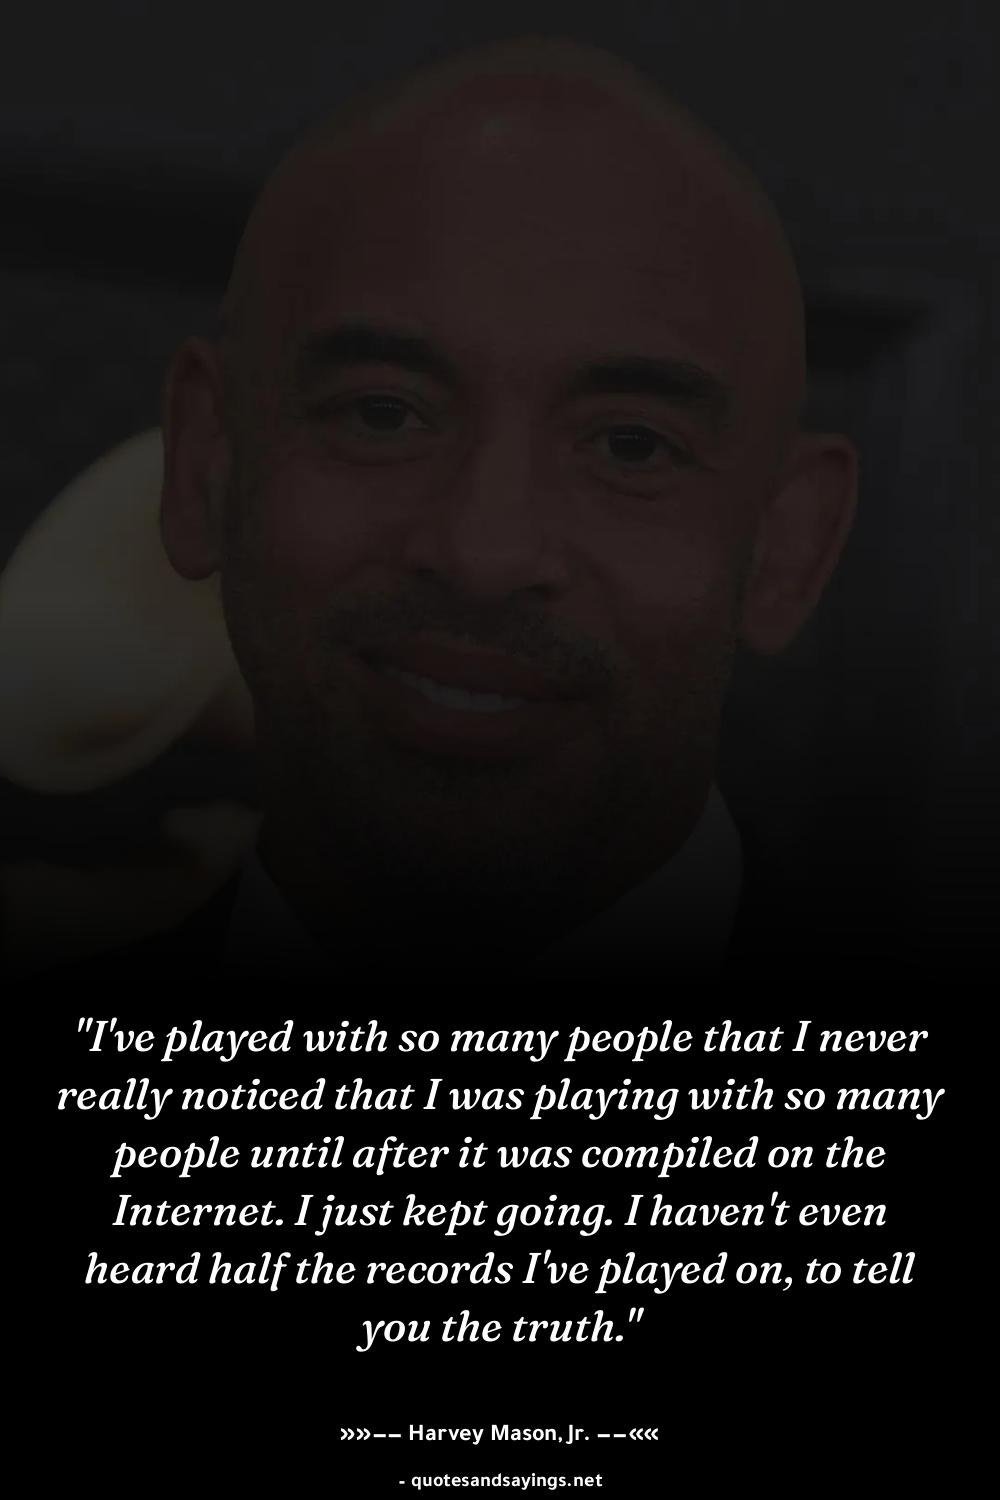 "I've played with so many people that I never
really noticed that I was playing with so many
people until after it was compiled on the
Internet. I just kept going. I haven't even
heard half the records I've played on, to tell
you the truth."
»»–– Harvey Mason, Jr. ––««
- quotesandsayings.net